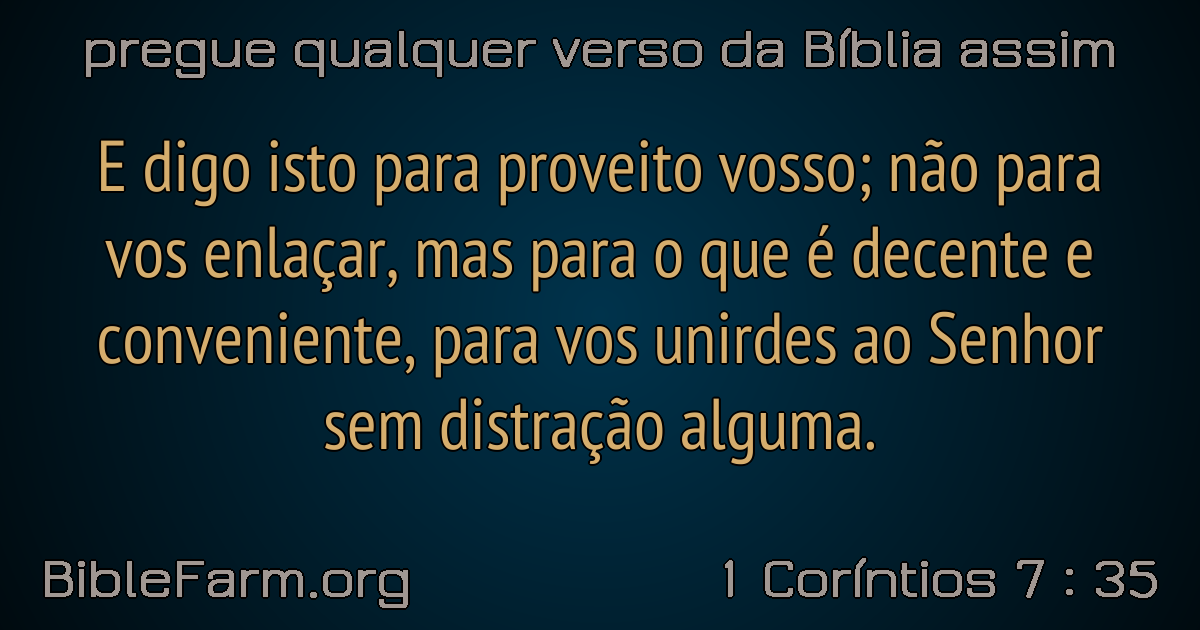 pregue qualquer verso da Bíblia assim
E digo isto para proveito vosso; não para
vos enlaçar, mas para o que é decente e
conveniente, para vos unirdes ao Senhor
sem distração alguma.
BibleFarm.org
1 Coríntios 7 : 35